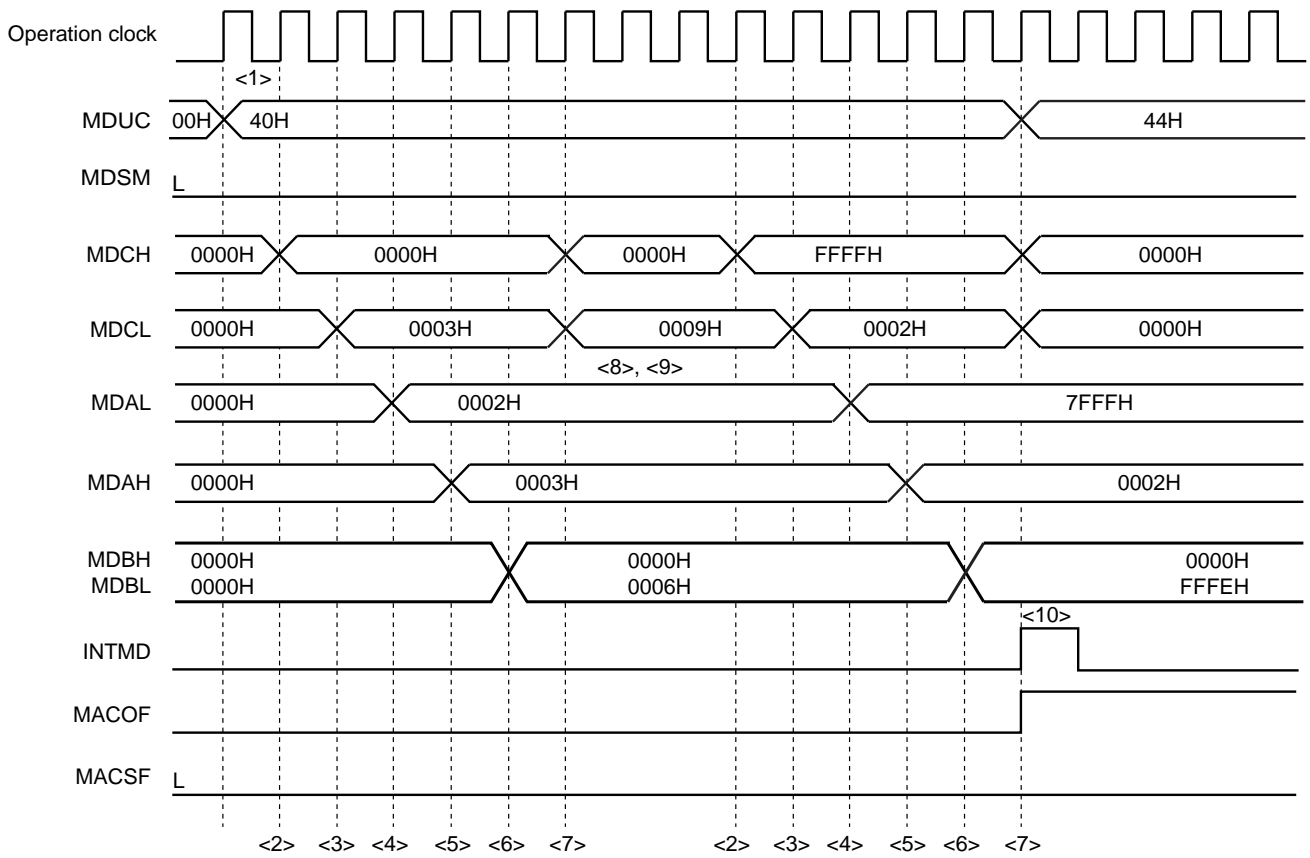 Operation clock
<1>
MDUC 00H 40H 44H
MDSM L
MDCH 0000H 0000H 0000H FFFFH 0000H
MDCL 0000H 0003H 0009H 0002H 0000H
<8>, <9>
MDAL 0000H 0002H 7FFFH
MDAH 0000H 0003H 0002H
MDBH 0000H 0000H 0000H
MDBL 0000H 0006H FFFEH
<10>
INTMD
MACOF
MACSF L
<2> <3> <4> <5> <6> <7> <2> <3> <4> <5> <6> <7>